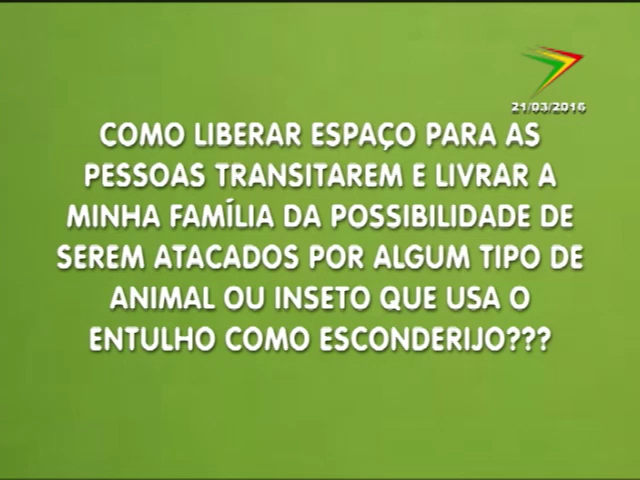 21/03/2016
COMO LIBERAR ESPAÇO PARA AS
PESSOAS TRANSITAREM E LIVRAR A
MINHA FAMÍLIA DA POSSIBILIDADE DE
SEREM ATACADOS POR ALGUM TIPO DE
ANIMAL OU INSETO QUE USA O
ENTULHO COMO ESCONDERIJO???